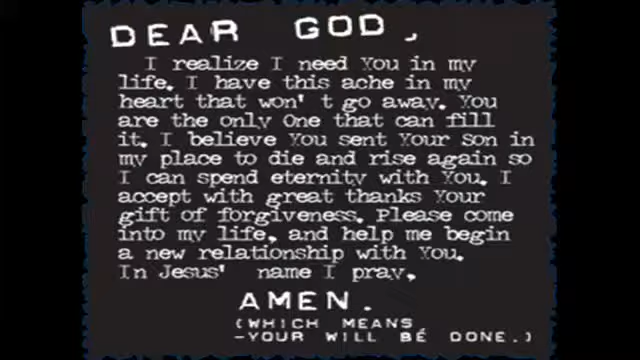 DEAR GOD,
I realize I need You in my
life. I have this ache in my
heart that won't go away. You
are the only One that can fill
it. I believe You sent Your Son in
my place to die and rise again so
I can spend eternity with You. I
accept with great thanks Your
gift of forgiveness. Please come
into my life, and help me begin
a new relationship with You.
In Jesus' name I pray,
AMEN.
(WHICH MEANS
-YOUR WILL BÉ DONE.)